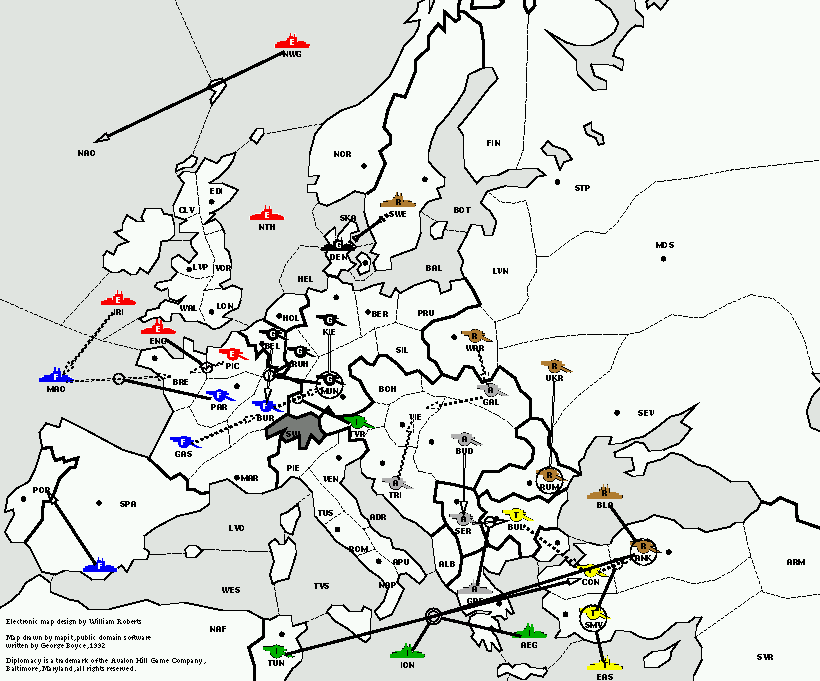 E
NWG
NAO
NOR
FIN
STP
EDI
CLY
E
NTH
SKA
R
SWE
BOT
G
DEN
MOS
LVP
YOR
HEL
BAL
LVN
E
IRI
WAL
LON
HOL
BER
PRU
E
ENG
G
BEL
G
KIE
R
WAR
E
PIC
G
RUH
SIL
R
UKR
F
MAO
BRE
G
MUN
BOH
A
GAL
F
PAR
F
BUR
VIE
SEV
SWI
I
TYR
F
GAS
A
BUD
PIE
VEN
R
RUM
MAR
A
TRI
R
BLA
POR
SPA
TUS
ADR
A
SER
T
BUL
LYO
ROM
R
ANK
F
WES
TYS
APU
ALB
T
CON
ARM
NAP
A
GRE
Electronic map design by William Roberts
NAF
T
SMY
Map drawn by mapit, public domain software
written by George Boyce, 1992
I
TUN
I
ION
I
AEG
T
EAS
SYR
Diplomacy is a trademark of the Avalon Hill Game Company,
Baltimore, Maryland, all rights reserved.